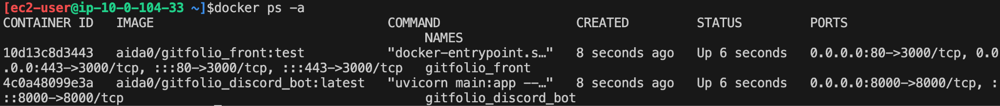 [ec2-user@ip-10-0-104-33 ~]$docker ps -a
CONTAINER ID   IMAGE                               COMMAND                  CREATED         STATUS         PORTS
                                                        NAMES
10d13c8d3443   aida0/gitfolio_front:test           "docker-entrypoint.s…"   8 seconds ago   Up 6 seconds   0.0.0.0:80->3000/tcp, 0.0
.0.0:443->3000/tcp, :::80->3000/tcp, :::443->3000/tcp   gitfolio_front
4c0a48099e3a   aida0/gitfolio_discord_bot:latest   "uvicorn main:app --…"   8 seconds ago   Up 6 seconds   0.0.0.0:8000->8000/tcp, :
::8000->8000/tcp                                        gitfolio_discord_bot